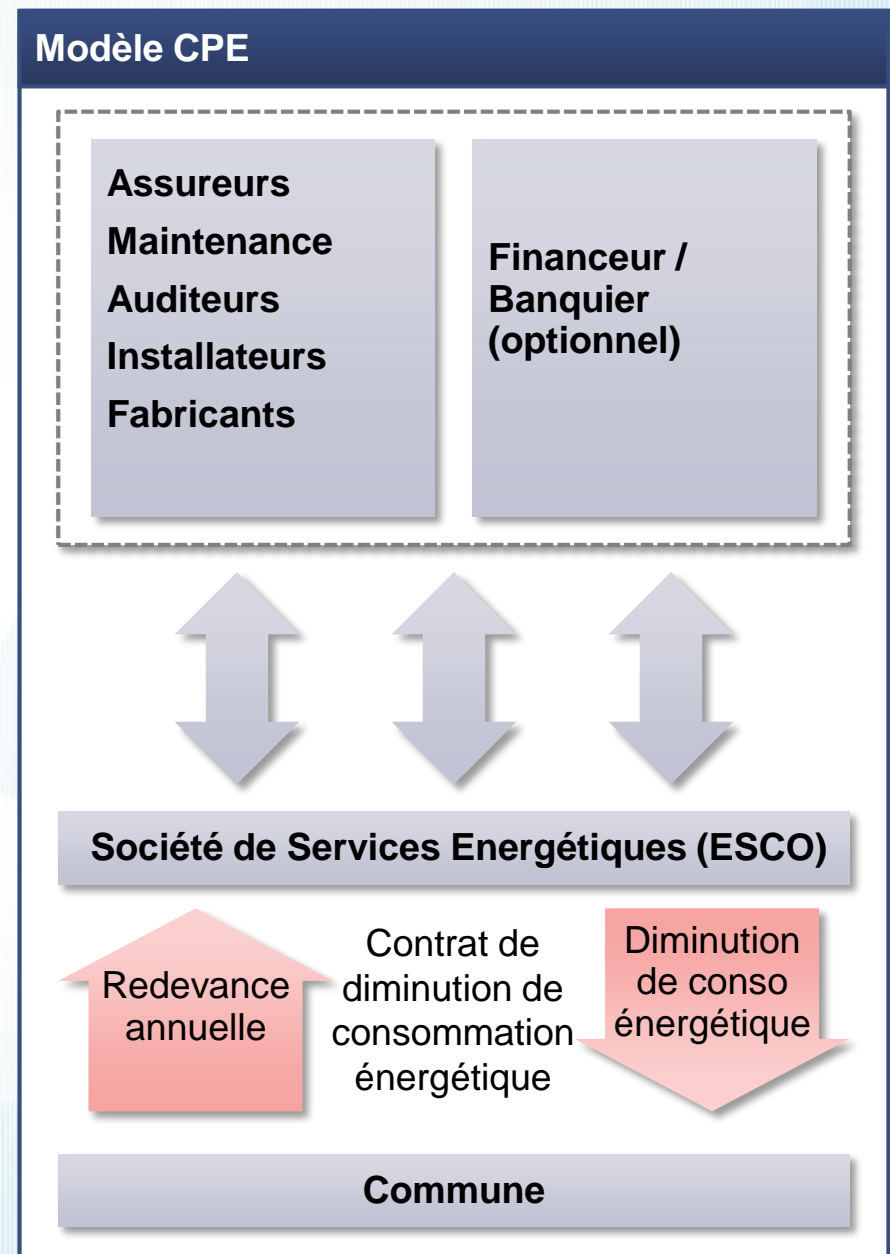 Modèle CPE
Assureurs
Maintenance
Auditeurs
Installateurs
Fabricants
Financeur /
Banquier
(optionnel)
Société de Services Energétiques (ESCO)
Redevance
annuelle
Contrat de
diminution de
consommation
énergétique
Diminution
de conso
énergétique
Commune